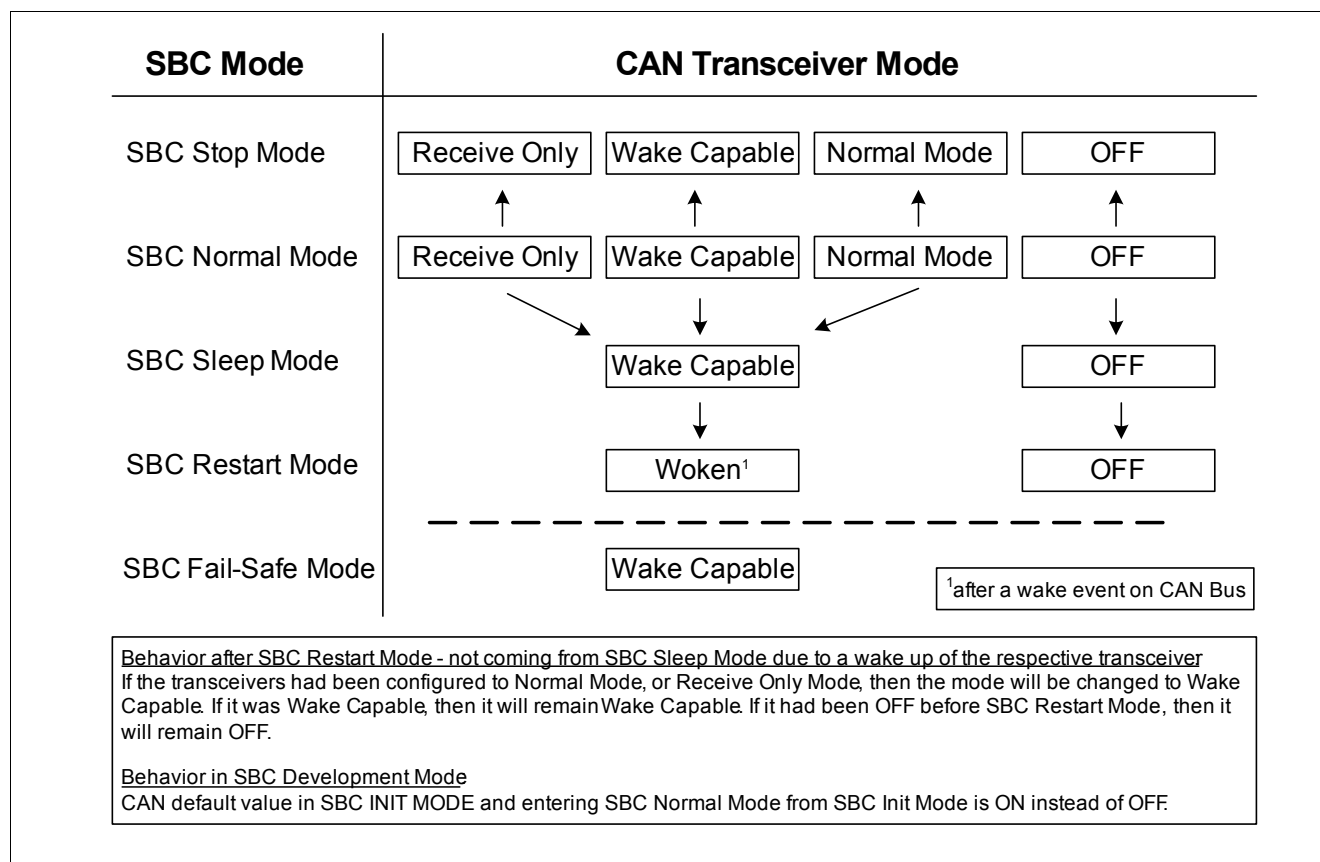 SBC Mode CAN Transceiver Mode
SBC Stop Mode Receive Only Wake Capable Normal Mode OFF
SBC Normal Mode Receive Only Wake Capable Normal Mode OFF
SBC Sleep Mode Wake Capable OFF
SBC Restart Mode Woken¹ OFF
SBC Fail-Safe Mode Wake Capable
¹after a wake event on CAN Bus
Behavior after SBC Restart Mode - not coming from SBC Sleep Mode due to a wake up of the respective transceiver
If the transceivers had been configured to Normal Mode, or Receive Only Mode, then the mode will be changed to Wake
Capable. If it was Wake Capable, then it will remain Wake Capable. If it had been OFF before SBC Restart Mode, then it
will remain OFF.
Behavior in SBC Development Mode
CAN default value in SBC INIT MODE and entering SBC Normal Mode from SBC Init Mode is ON instead of OFF.